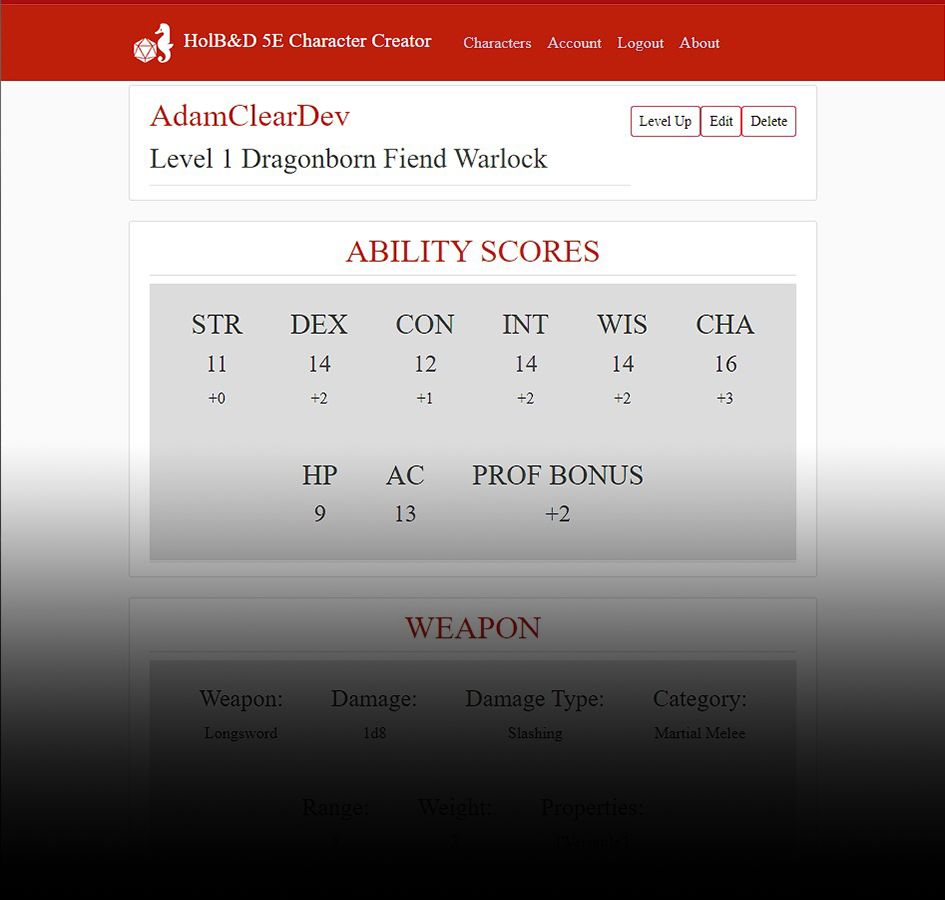 HolB&D 5E Character Creator Characters Account Logout About
AdamClearDev
Level Up Edit Delete
Level 1 Dragonborn Fiend Warlock
ABILITY SCORES
STR DEX CON INT WIS CHA
11 14 12 14 14 16
+0 +2 +1 +2 +2 +3
HP AC PROF BONUS
9 13 +2
WEAPON
Weapon: Damage: Damage Type: Category:
Longsword 1d8 Slashing Martial Melee
Range: Weight: Properties: